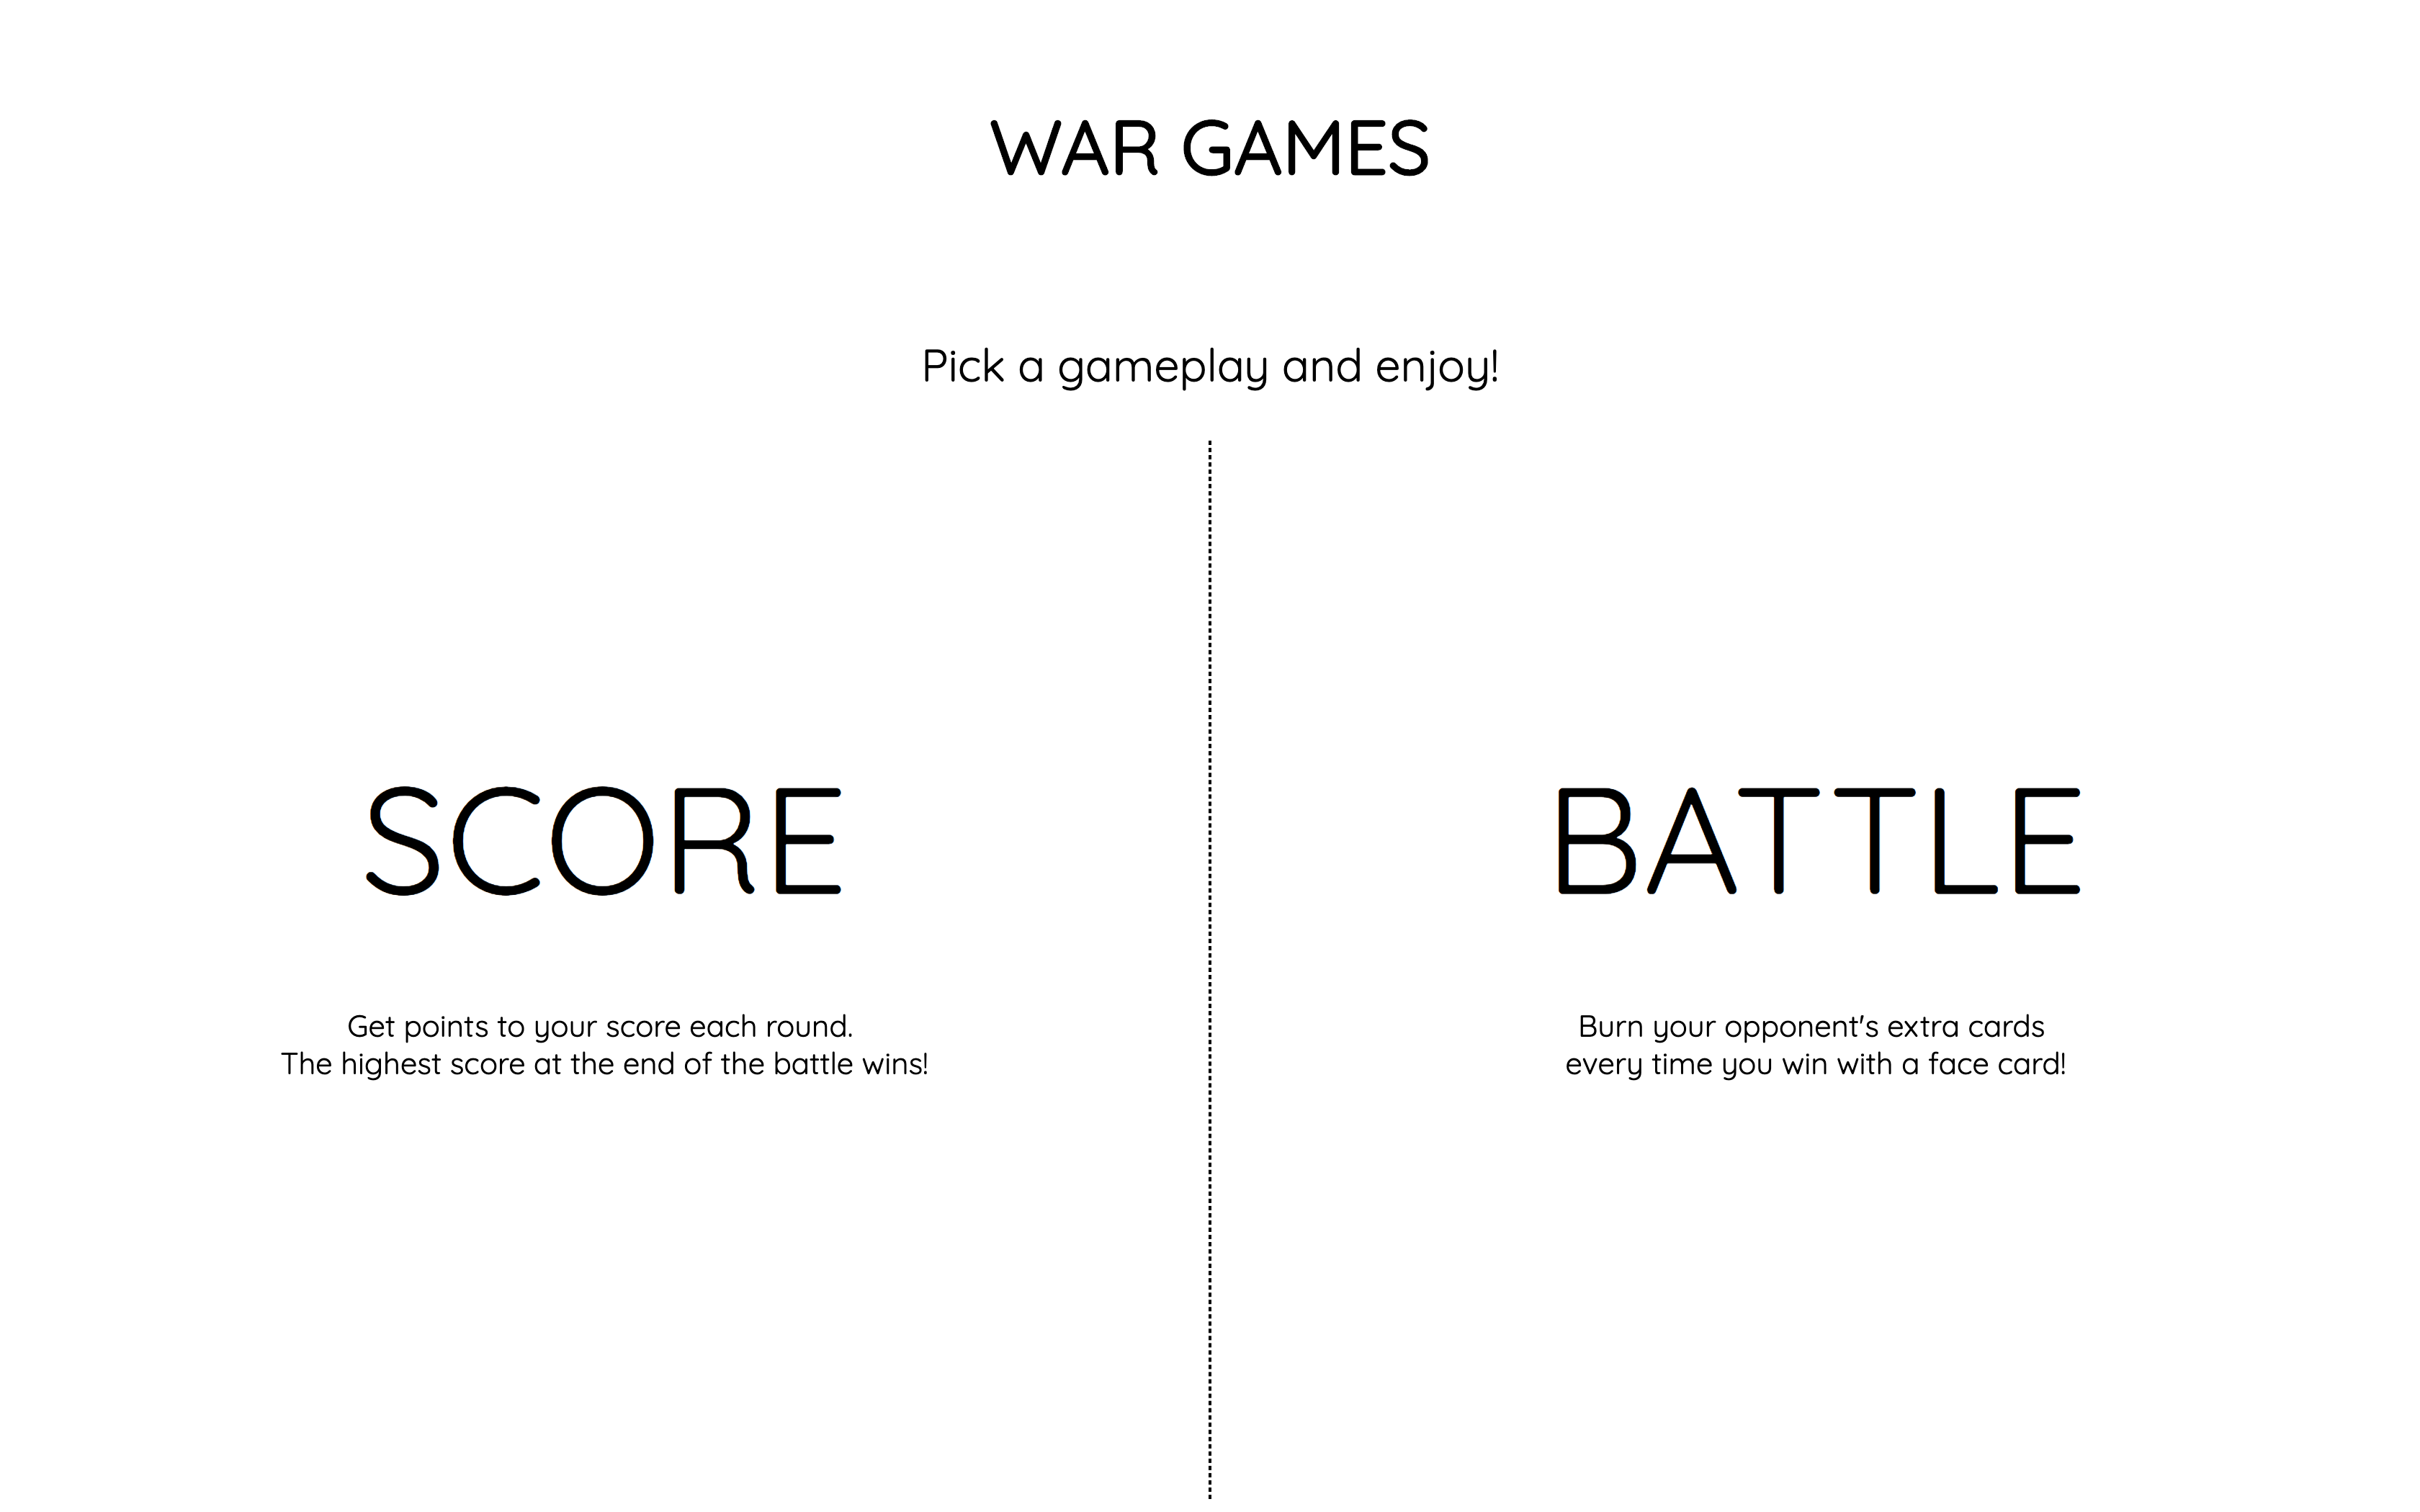 WAR GAMES
Pick a gameplay and enjoy!
SCORE
Get points to your score each round.
The highest score at the end of the battle wins!
BATTLE
Burn your opponent's extra cards
every time you win with a face card!